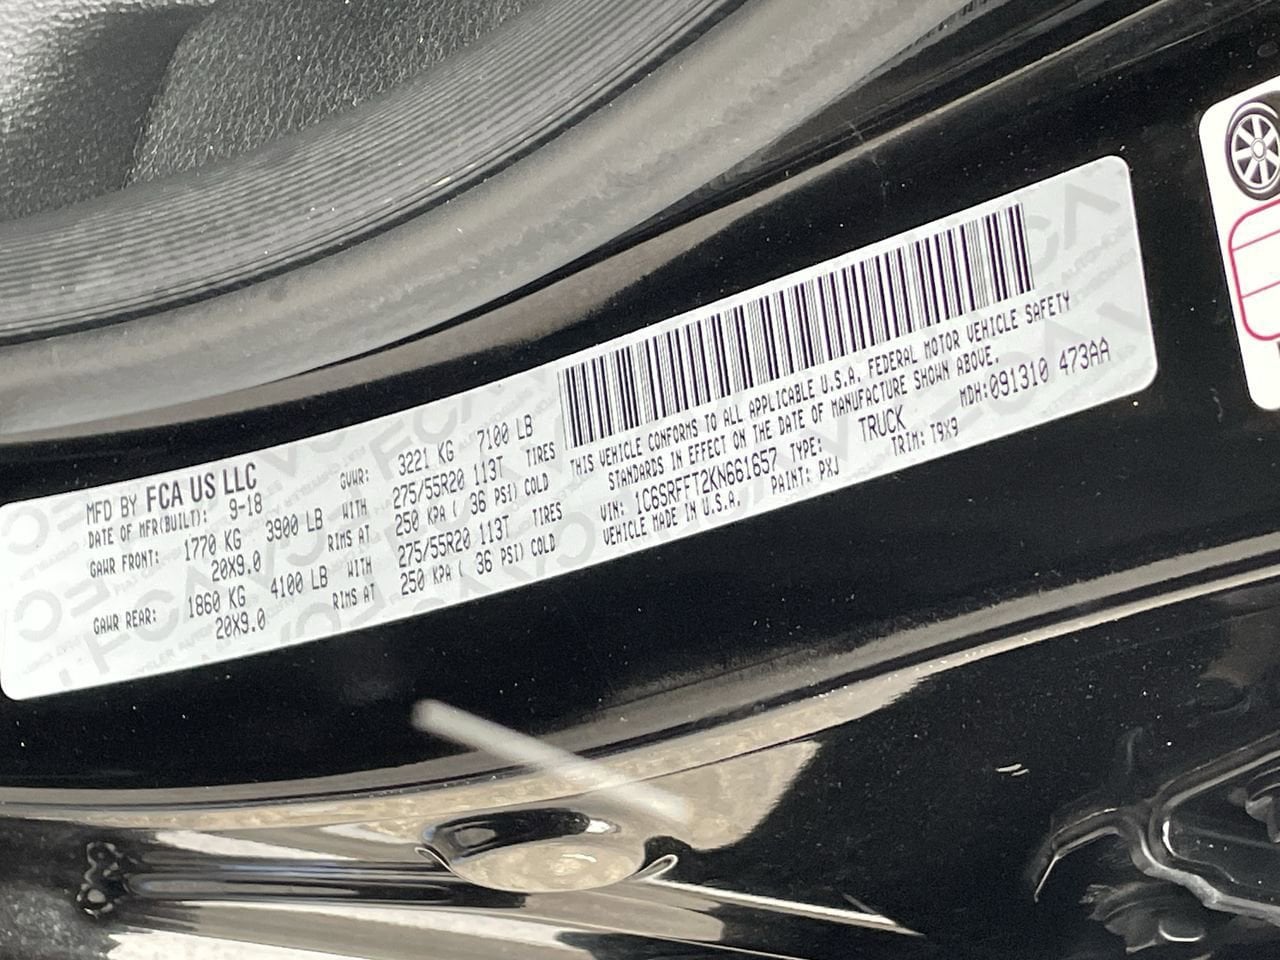 MFD BY FCA US LLC
DATE OF MFR(BUILT): 9-18 GVWR: 3221 KG 7100 LB
GAWR FRONT: 1770 KG 3900 LB WITH 275/55R20 113T TIRES
20X9.0 RIMS AT 250 KPA ( 36 PSI) COLD
GAWR REAR: 1860 KG 4100 LB WITH 275/55R20 113T TIRES
20X9.0 RIMS AT 250 KPA ( 36 PSI) COLD
THIS VEHICLE CONFORMS TO ALL APPLICABLE U.S.A. FEDERAL MOTOR VEHICLE SAFETY
STANDARDS IN EFFECT ON THE DATE OF MANUFACTURE SHOWN ABOVE.
VIN: 1C6SRFFT2KN661657 TYPE: TRUCK MDH:091310 473AA
VEHICLE MADE IN U.S.A. PAINT: PXJ TRIM: T9X9